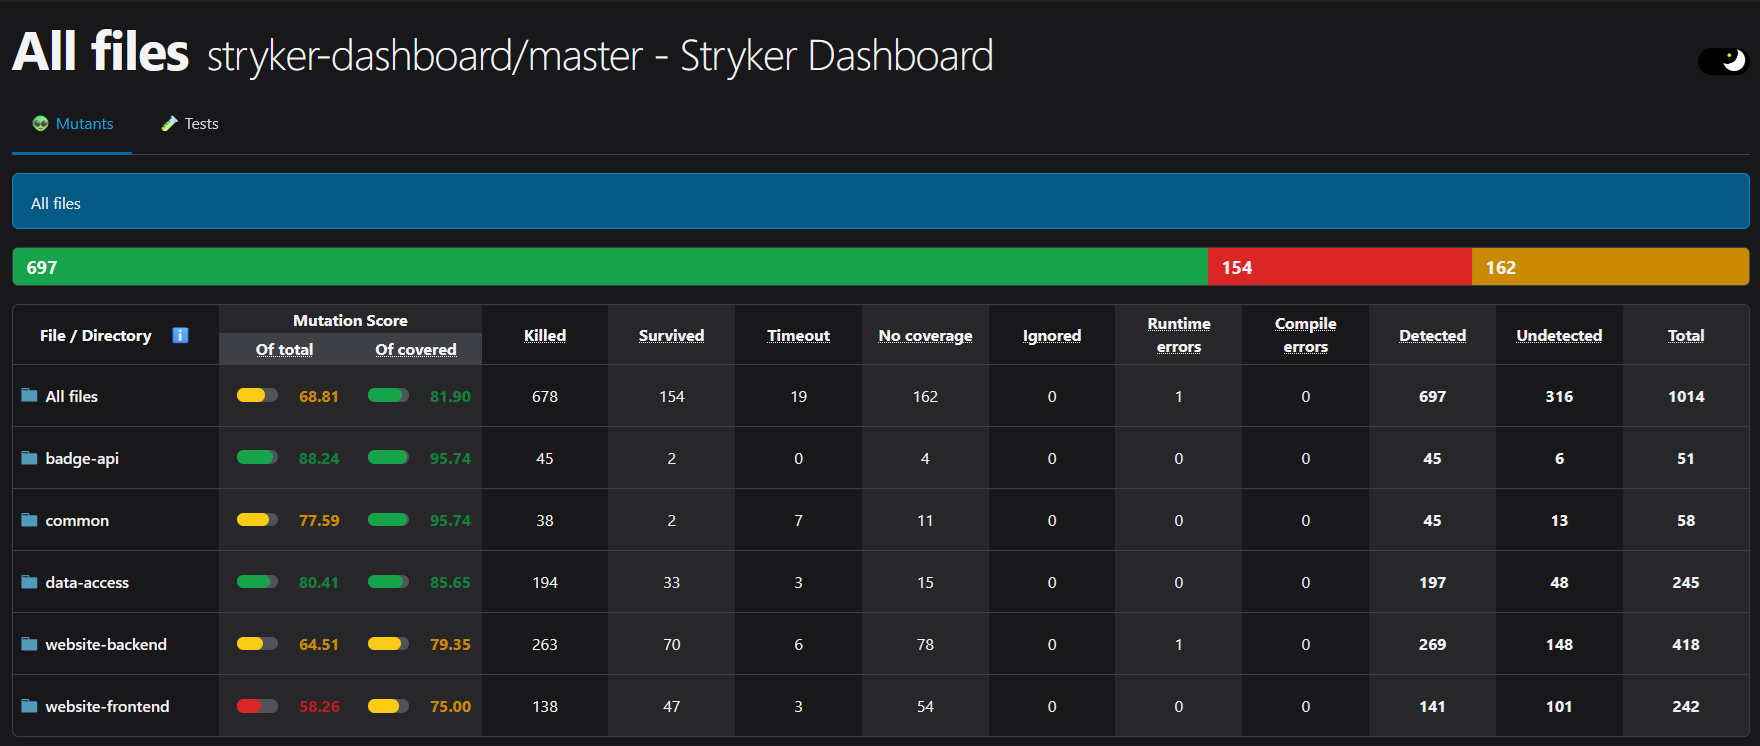 All files stryker-dashboard/master - Stryker Dashboard
Mutants Tests
All files
697 154 162
File / Directory Mutation Score Killed Survived Timeout No coverage Ignored Runtime errors Compile errors Detected Undetected Total
Of total Of covered
All files 68.81 81.90 678 154 19 162 0 1 0 697 316 1014
badge-api 88.24 95.74 45 2 0 4 0 0 0 45 6 51
common 77.59 95.74 38 2 7 11 0 0 0 45 13 58
data-access 80.41 85.65 194 33 3 15 0 0 0 197 48 245
website-backend 64.51 79.35 263 70 6 78 0 1 0 269 148 418
website-frontend 58.26 75.00 138 47 3 54 0 0 0 141 101 242